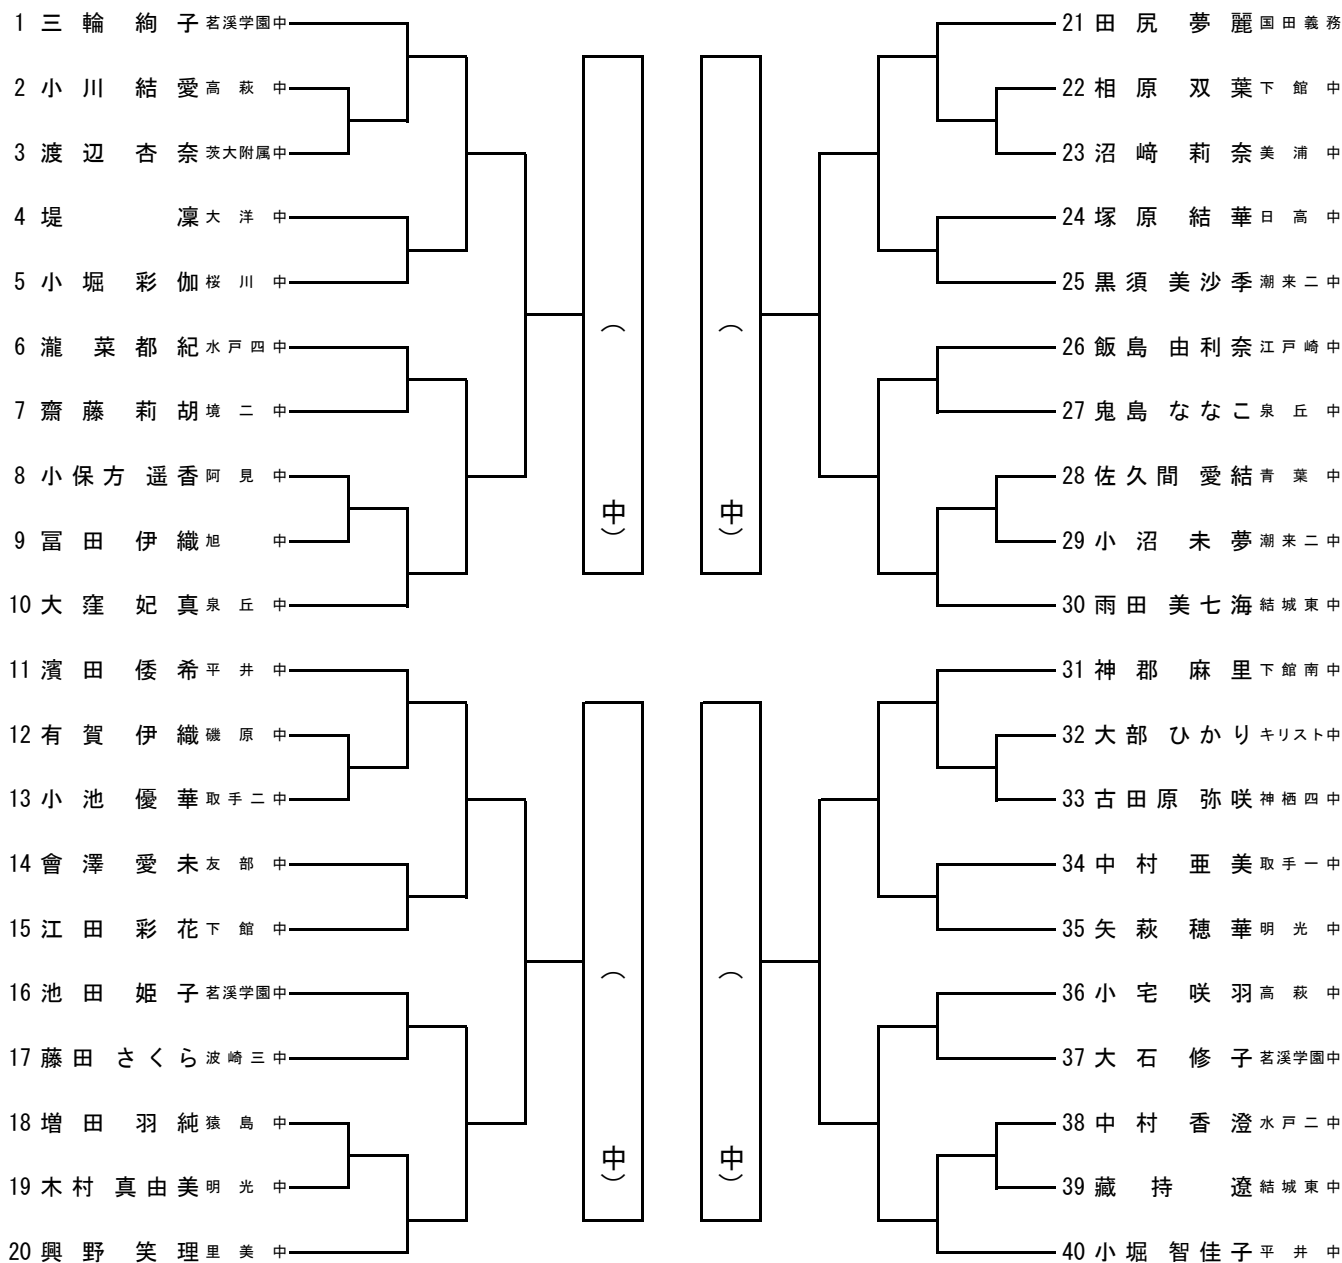 1 三輪 絢子 茗溪学園中
2 小川 結愛 高萩中
3 渡辺 杏奈 茨大附属中
4 堤 凜 大洋中
5 小堀 彩伽 桜川中
6 瀧 菜都紀 水戸四中
7 齋藤 莉胡 境二中
8 小保方 遥香 阿見中
9 冨田 伊織 旭中
10 大窪 妃真 泉丘中
11 濱田 倭希 平井中
12 有賀 伊織 磯原中
13 小池 優華 取手二中
14 會澤 愛未 友部中
15 江田 彩花 下館中
16 池田 姫子 茗溪学園中
17 藤田 さくら 波崎三中
18 増田 羽純 猿島中
19 木村 真由美 明光中
20 興野 笑理 里美中
( 中)
( 中)
( 中)
( 中)
21 田尻 夢麗 国田義務
22 相原 双葉 下館中
23 沼﨑 莉奈 美浦中
24 塚原 結華 日高中
25 黒須 美沙季 潮来二中
26 飯島 由利奈 江戸崎中
27 鬼島 ななこ 泉丘中
28 佐久間 愛結 青葉中
29 小沼 未夢 潮来二中
30 雨田 美七海 結城東中
31 神郡 麻里 下館南中
32 大部 ひかり キリスト中
33 古田原 弥咲 神栖四中
34 中村 亜美 取手一中
35 矢萩 穂華 明光中
36 小宅 咲羽 高萩中
37 大石 修子 茗溪学園中
38 中村 香澄 水戸二中
39 藏持 遼 結城東中
40 小堀 智佳子 平井中